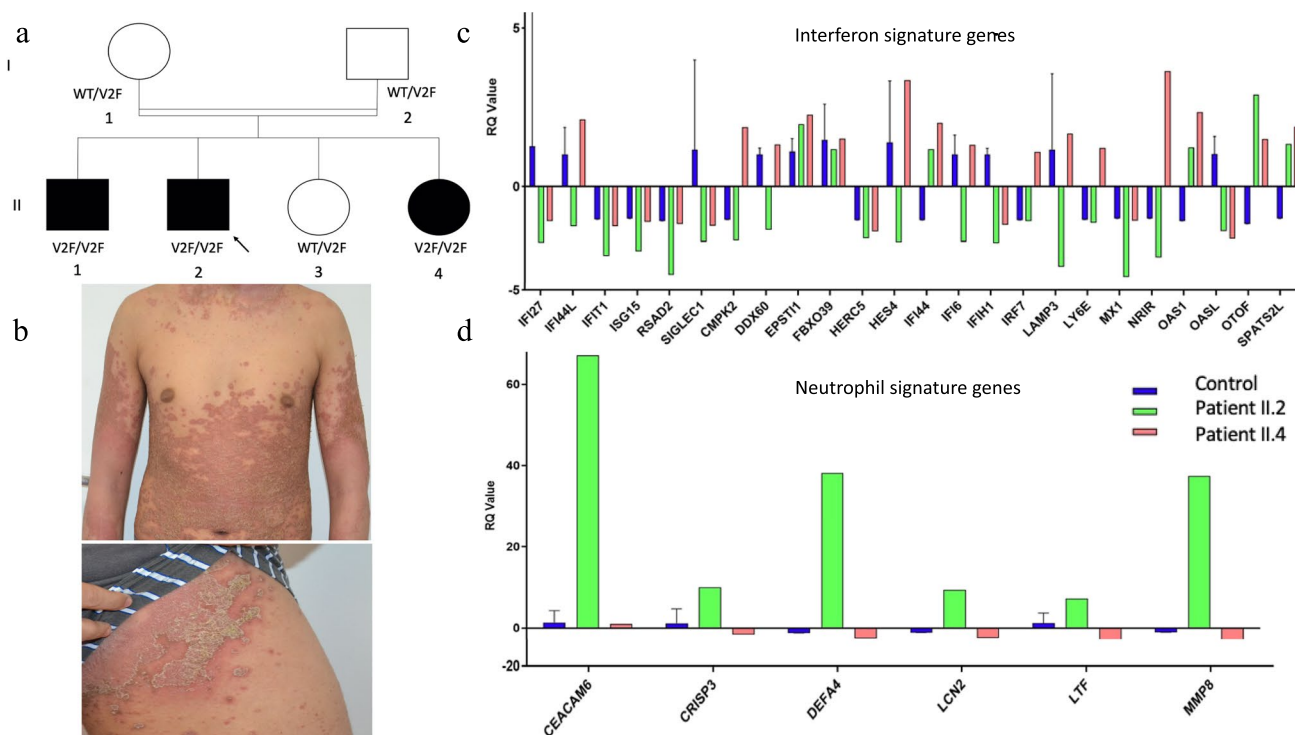 a
I
WT/V2F
WT/V2F
1
2
II
V2F/V2F
V2F/V2F
WT/V2F
V2F/V2F
1
2
3
4
b
c
Interferon signature genes
RQ Value
5
0
-5
IFI27
IFI44L
IFIT1
ISG15
RSAD2
SIGLEC1
CMPK2
DDX60
EPSTI1
FBXO39
HERC5
HES4
IFI44
IFI6
IFIH1
IRF7
LAMP3
LY6E
MX1
NRIR
OAS1
OASL
OTOF
SPATS2L
d
Neutrophil signature genes
Control
Patient II.2
Patient II.4
RQ Value
60
40
20
0
-20
CEACAM6
CRISP3
DEFA4
LCN2
LTF
MMP8